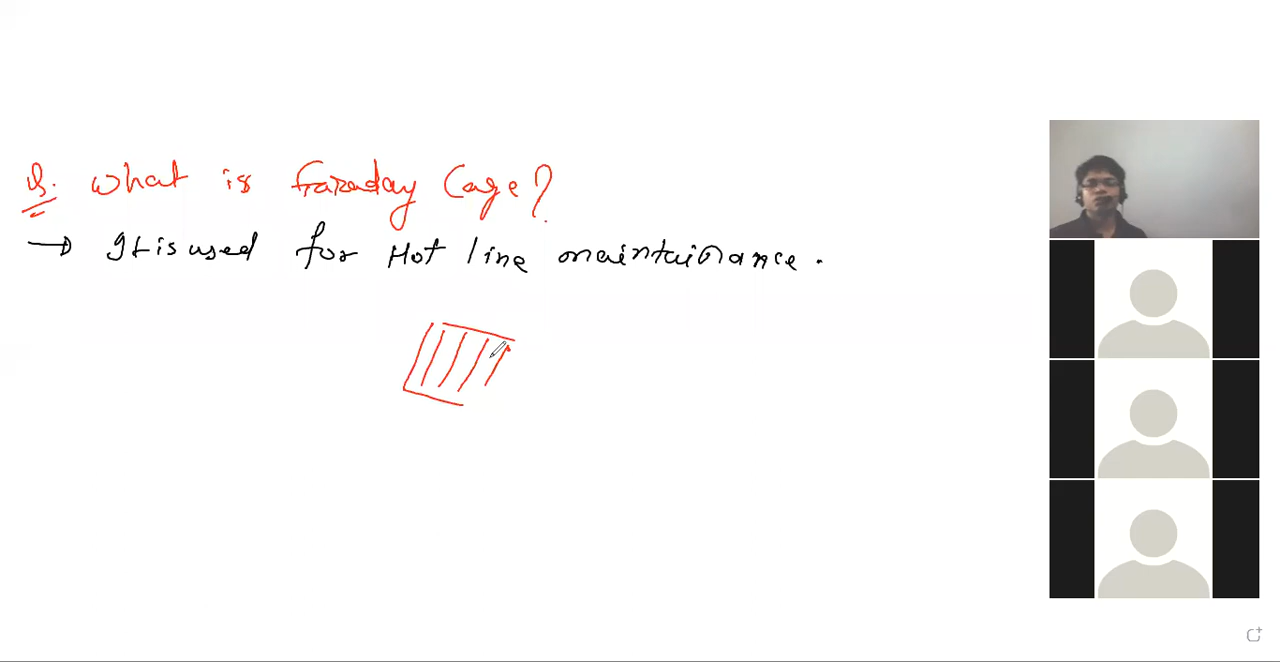 Q. What is faraday Cage?
→ It is used for Hot line maintainance.